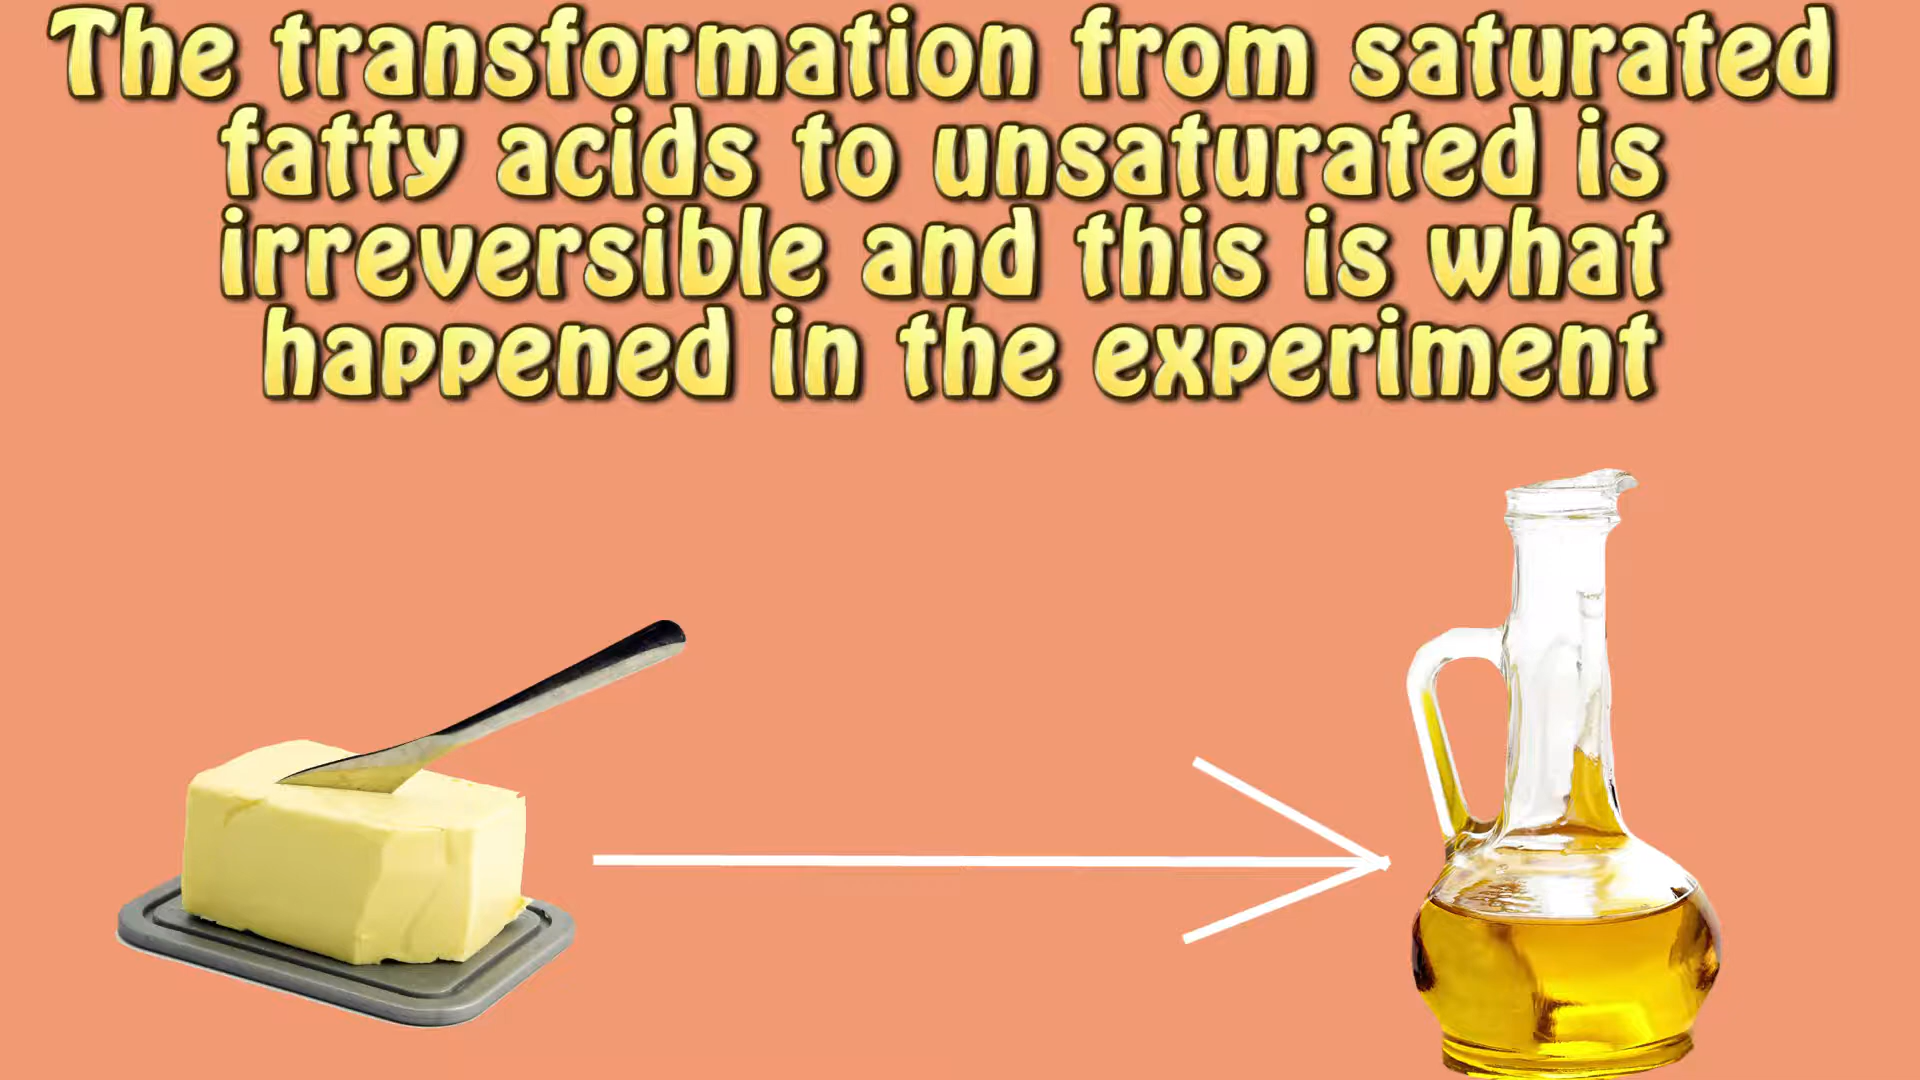 The transformation from saturated
fatty acids to unsaturated is
irreversible and this is what
happened in the experiment